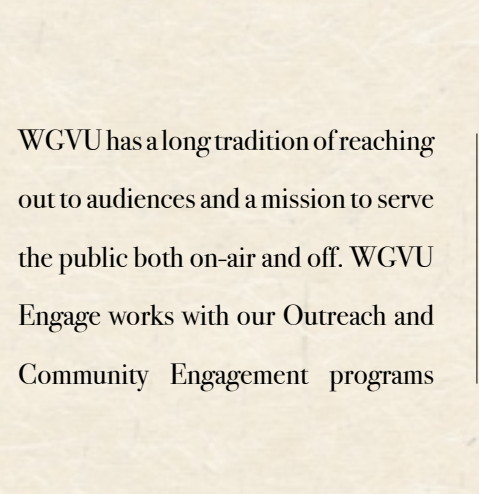 WGVU has a long tradition of reaching
out to audiences and a mission to serve
the public both on-air and off. WGVU
Engage works with our Outreach and
Community Engagement programs